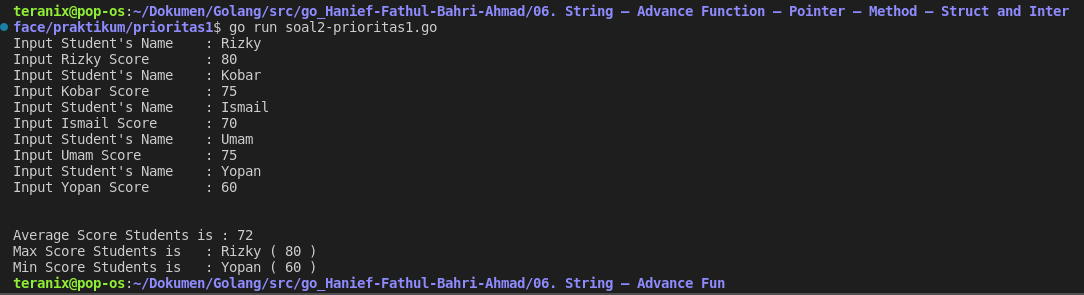 teranix@pop-os:~/Dokumen/Golang/src/go_Hanief-Fathul-Bahri-Ahmad/06. String – Advance Function – Pointer – Method – Struct and Inter
face/praktikum/prioritas1$ go run soal2-prioritas1.go
Input Student's Name    : Rizky
Input Rizky Score       : 80
Input Student's Name    : Kobar
Input Kobar Score       : 75
Input Student's Name    : Ismail
Input Ismail Score      : 70
Input Student's Name    : Umam
Input Umam Score        : 75
Input Student's Name    : Yopan
Input Yopan Score       : 60
Average Score Students is : 72
Max Score Students is   : Rizky ( 80 )
Min Score Students is   : Yopan ( 60 )
teranix@pop-os:~/Dokumen/Golang/src/go_Hanief-Fathul-Bahri-Ahmad/06. String – Advance Fun